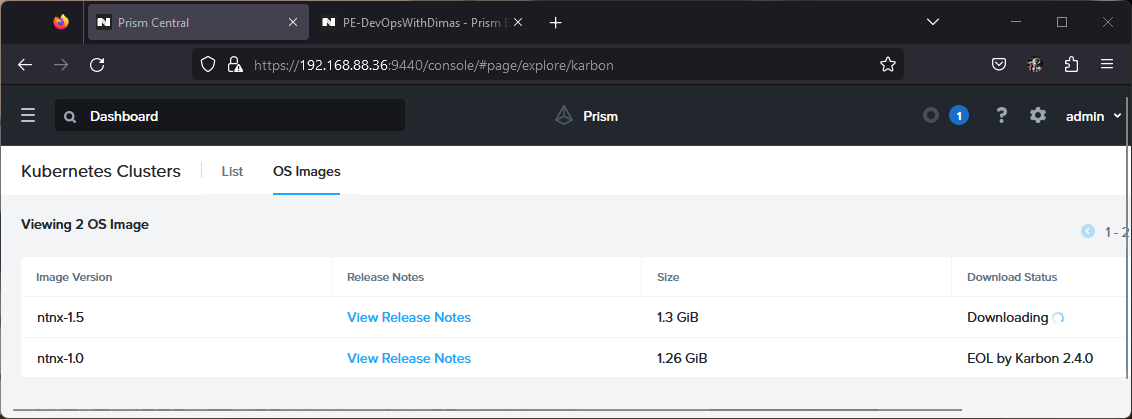 Prism Central
PE-DevOpsWithDimas - Prism E
https://192.168.88.36:9440/console/#page/explore/karbon
Dashboard
Prism
1
?
admin
Kubernetes Clusters
List
OS Images
Viewing 2 OS Image
1 - 2
Image Version Release Notes Size Download Status
ntnx-1.5 View Release Notes 1.3 GiB Downloading
ntnx-1.0 View Release Notes 1.26 GiB EOL by Karbon 2.4.0